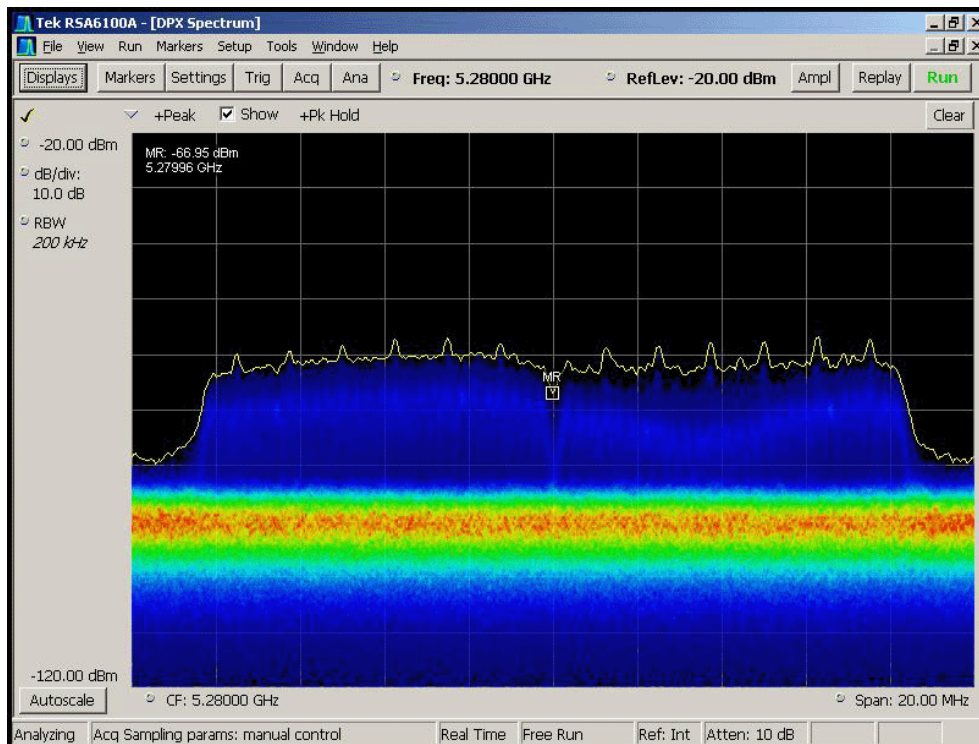 Tek RSA6100A - [DPX Spectrum]
File View Run Markers Setup Tools Window Help
Displays Markers Settings Trig Acq Ana Freq: 5.28000 GHz RefLev: -20.00 dBm Ampl Replay Run
+Peak Show +Pk Hold Clear
-20.00 dBm
dB/div:
10.0 dB
RBW
200 kHz
MR: -66.95 dBm
5.27996 GHz
MR
-120.00 dBm
Autoscale CF: 5.28000 GHz Span: 20.00 MHz
Analyzing Acq Sampling params: manual control Real Time Free Run Ref: Int Atten: 10 dB